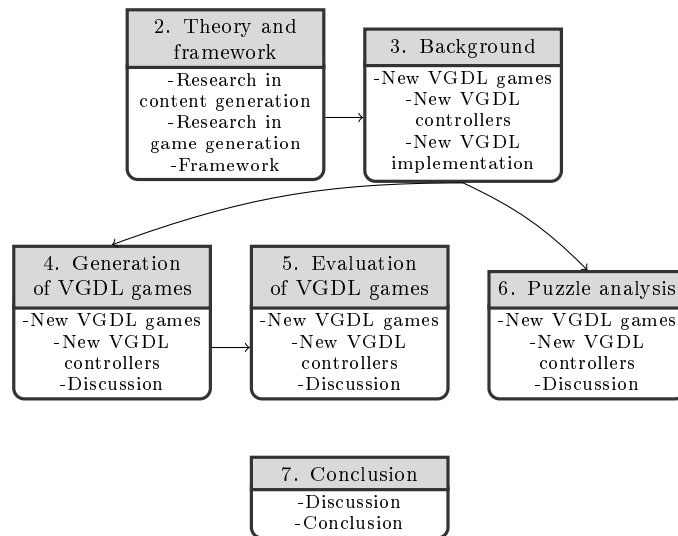 2. Theory and
framework
-Research in
content generation
-Research in
game generation
-Framework
3. Background
-New VGDL games
-New VGDL
controllers
-New VGDL
implementation
4. Generation
of VGDL games
-New VGDL games
-New VGDL
controllers
-Discussion
5. Evaluation
of VGDL games
-New VGDL games
-New VGDL
controllers
-Discussion
6. Puzzle analysis
-New VGDL games
-New VGDL
controllers
-Discussion
7. Conclusion
-Discussion
-Conclusion